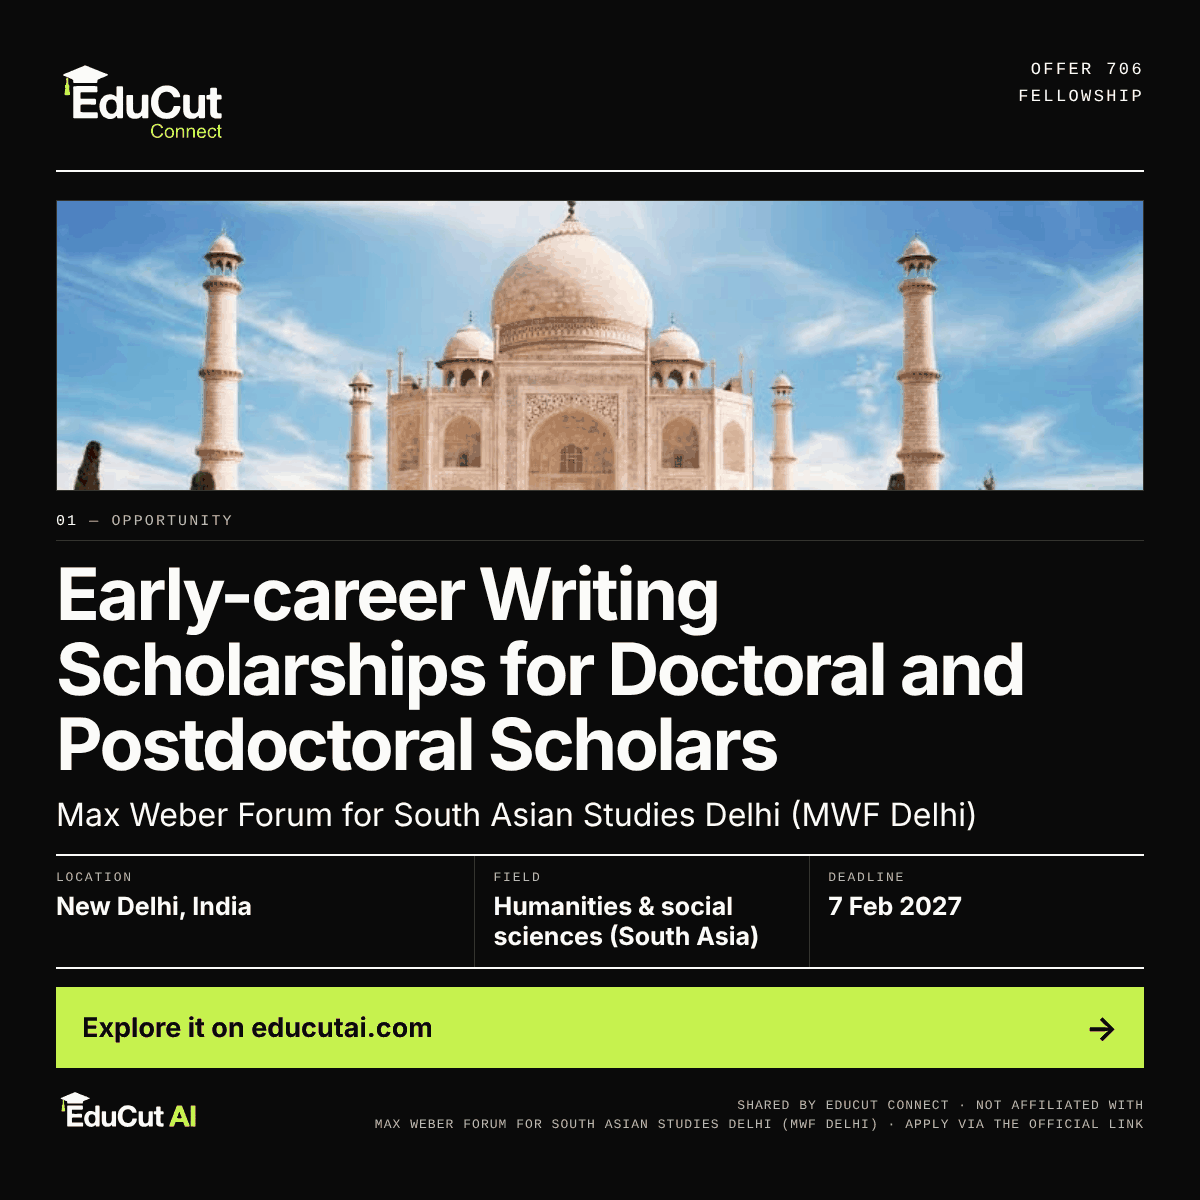 EduCut
Connect
OFFER 706
FELLOWSHIP
01 — OPPORTUNITY
Early-career Writing
Scholarships for Doctoral and
Postdoctoral Scholars
Max Weber Forum for South Asian Studies Delhi (MWF Delhi)
LOCATION
New Delhi, India
FIELD
Humanities & social
sciences (South Asia)
DEADLINE
7 Feb 2027
Explore it on educutai.com →
EduCut AI
SHARED BY EDUCUT CONNECT · NOT AFFILIATED WITH
MAX WEBER FORUM FOR SOUTH ASIAN STUDIES DELHI (MWF DELHI) · APPLY VIA THE OFFICIAL LINK